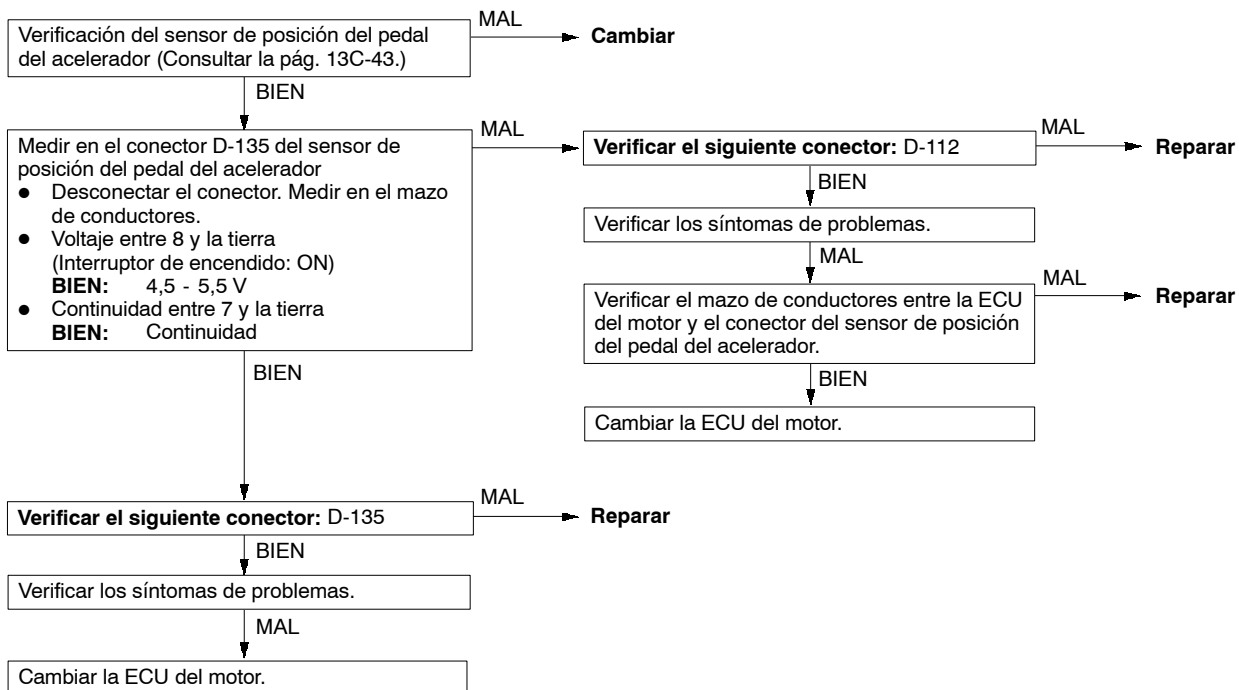 Verificación del sensor de posición del pedal
del acelerador (Consultar la pág. 13C-43.)
MAL
Cambiar
BIEN
Medir en el conector D-135 del sensor de
posición del pedal del acelerador
● Desconectar el conector. Medir en el mazo
de conductores.
● Voltaje entre 8 y la tierra
(Interruptor de encendido: ON)
BIEN: 4,5 - 5,5 V
● Continuidad entre 7 y la tierra
BIEN: Continuidad
MAL
Verificar el siguiente conector: D-112
MAL
Reparar
BIEN
Verificar los síntomas de problemas.
MAL
Verificar el mazo de conductores entre la ECU
del motor y el conector del sensor de posición
del pedal del acelerador.
MAL
Reparar
BIEN
Cambiar la ECU del motor.
BIEN
Verificar el siguiente conector: D-135
MAL
Reparar
BIEN
Verificar los síntomas de problemas.
MAL
Cambiar la ECU del motor.